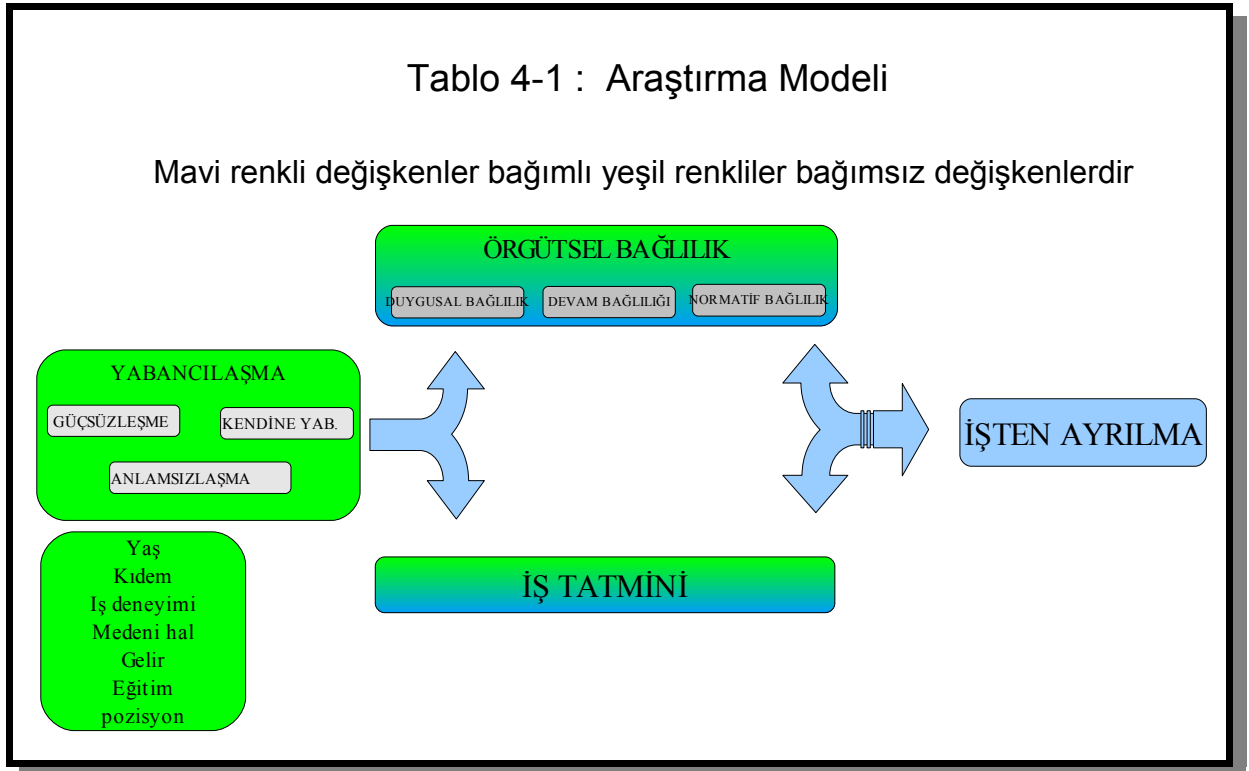 Tablo 4-1 : Araştırma Modeli
Mavi renkli değişkenler bağımlı yeşil renkliler bağımsız değişkenlerdir
ÖRGÜTSEL BAĞLILIK
DUYGUSAL BAĞLILIK
DEVAM BAĞLILIĞI
NORMATİF BAĞLILIK
YABANCILAŞMA
GÜÇSÜZLEŞME
KENDİNE YAB.
ANLAMSIZLAŞMA
İŞTEN AYRILMA
Yaş
Kıdem
Iş deneyimi
Medeni hal
Gelir
Eğitim
pozisyon
İŞ TATMİNİ